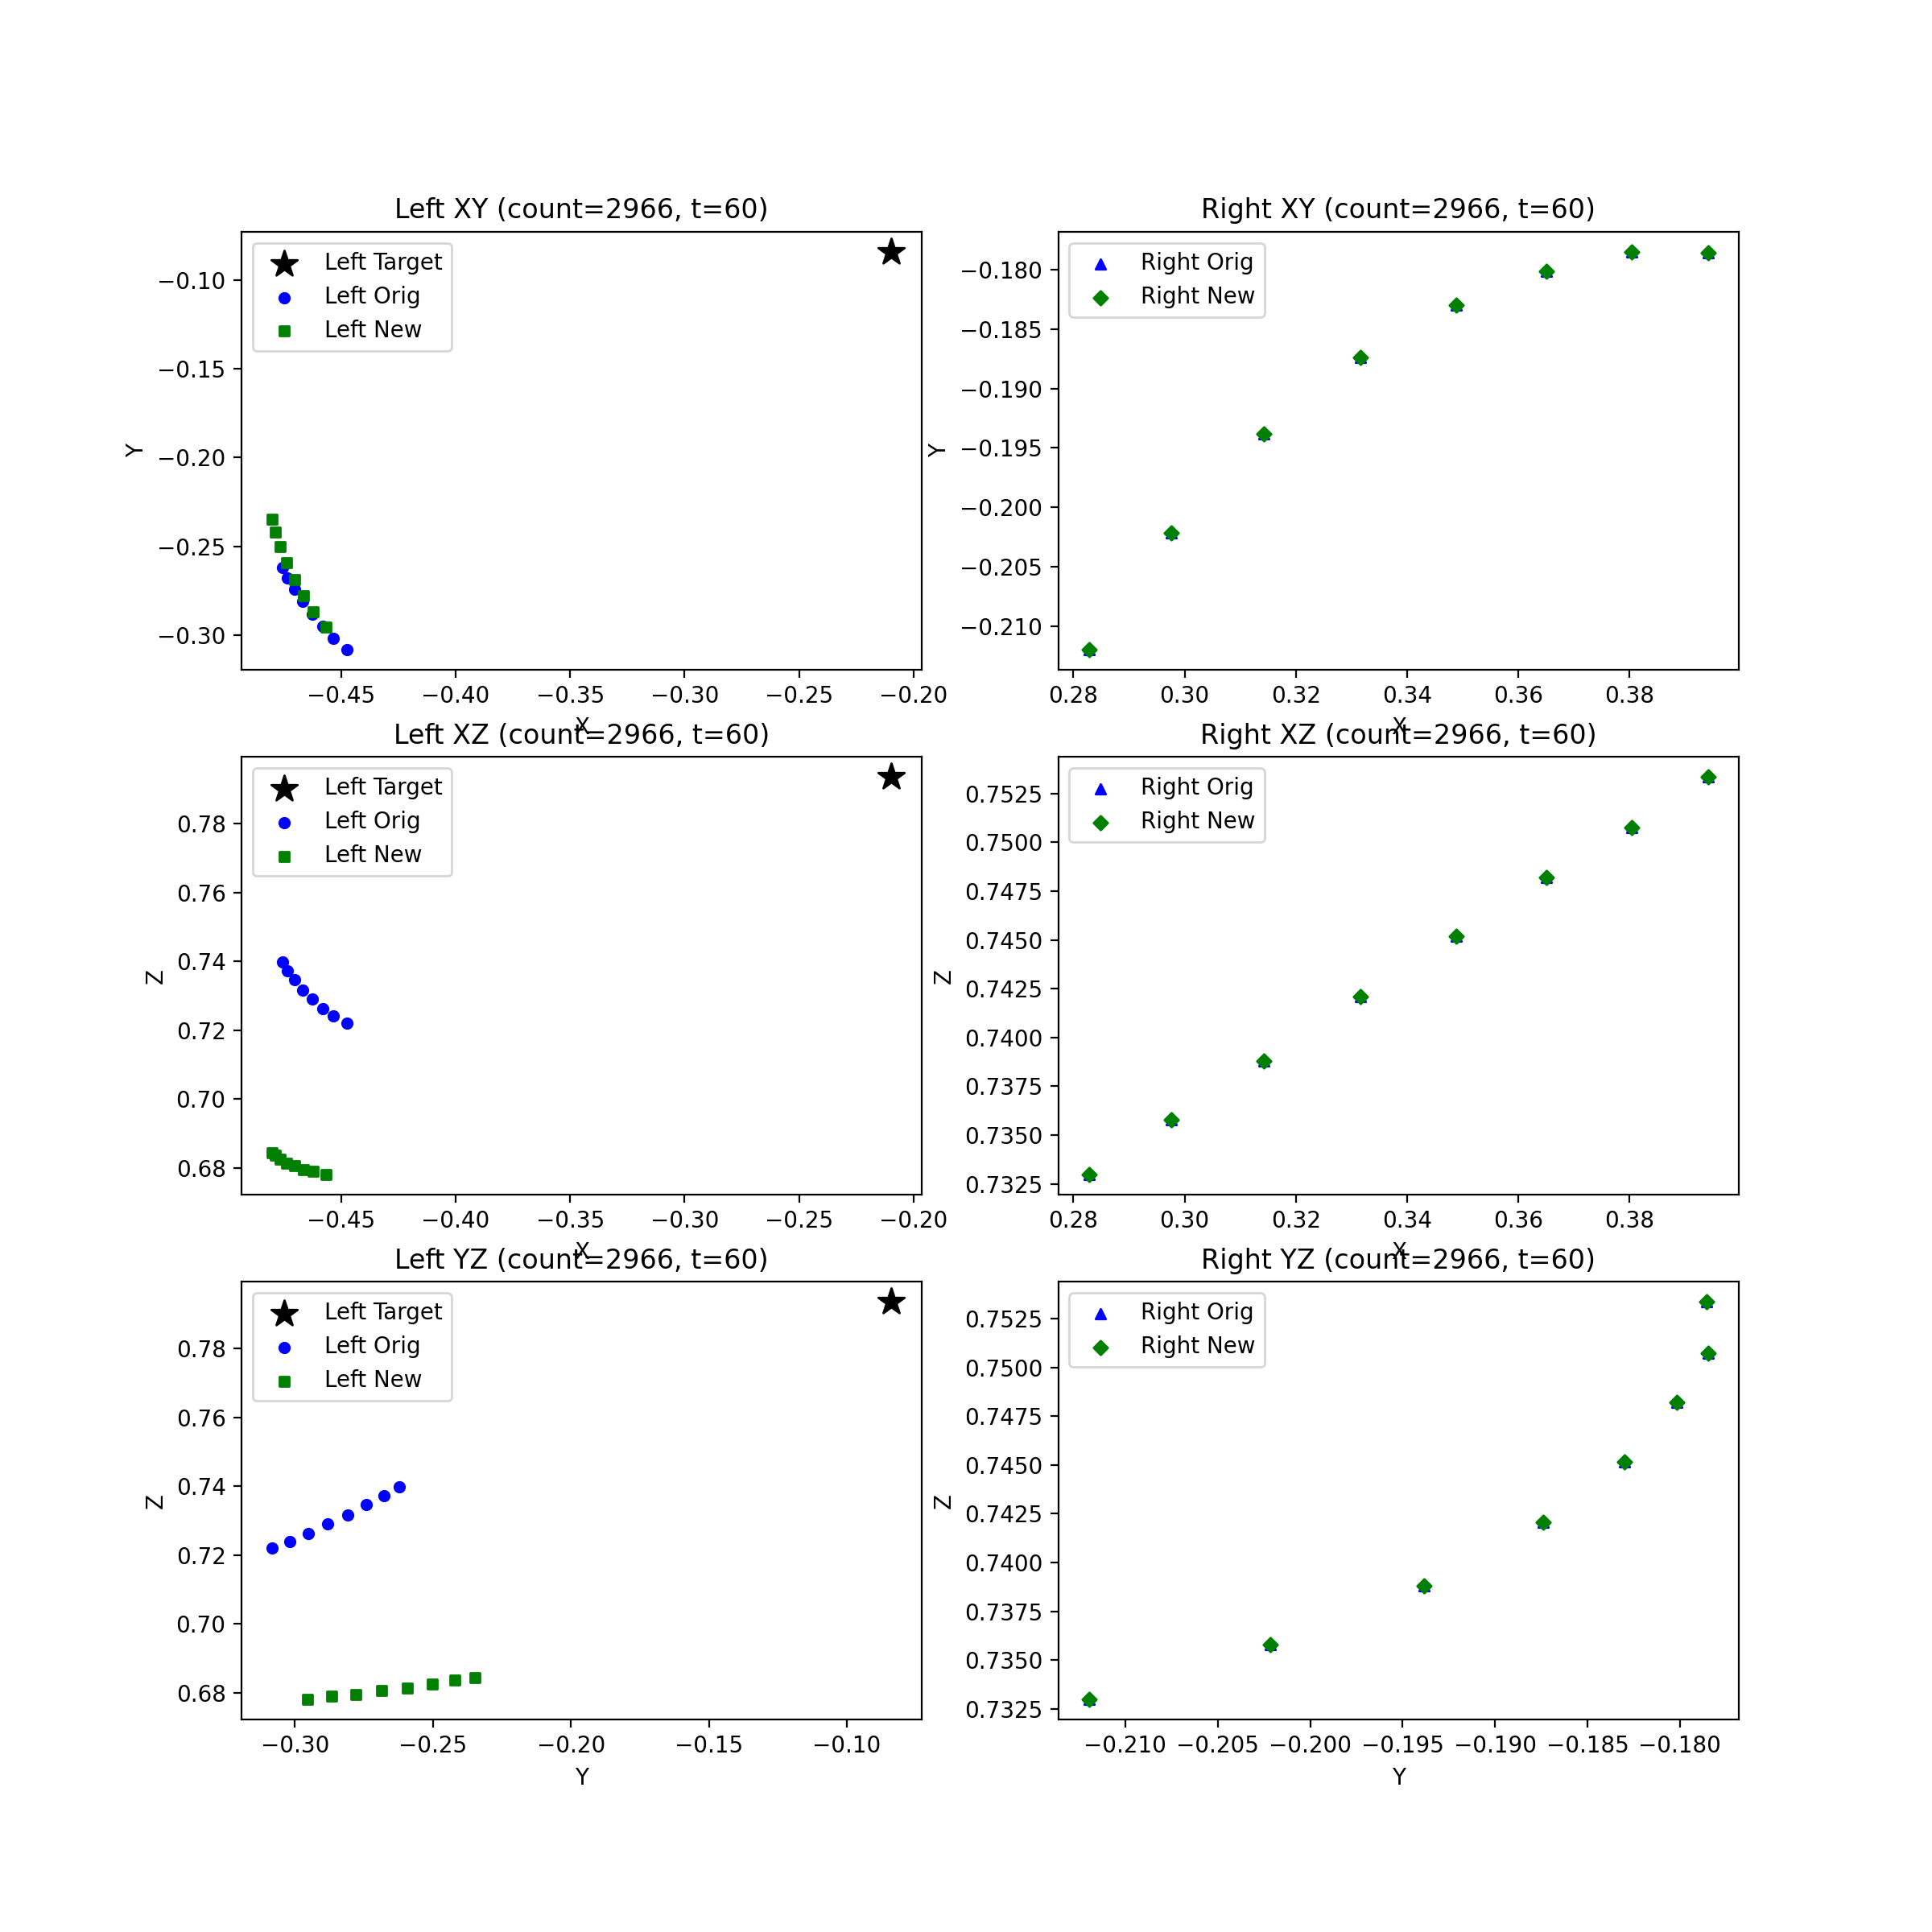 Left XY (count=2966, t=60)
Left Target
Left Orig
Left New
−0.10
−0.15
−0.20
−0.25
−0.30
Y
−0.45
−0.40
−0.35
−0.30
−0.25
−0.20
X
Right XY (count=2966, t=60)
Right Orig
Right New
−0.180
−0.185
−0.190
−0.195
−0.200
−0.205
−0.210
Y
0.28
0.30
0.32
0.34
0.36
0.38
X
Left XZ (count=2966, t=60)
Left Target
Left Orig
Left New
0.78
0.76
0.74
0.72
0.70
0.68
Z
−0.45
−0.40
−0.35
−0.30
−0.25
−0.20
X
Right XZ (count=2966, t=60)
Right Orig
Right New
0.7525
0.7500
0.7475
0.7450
0.7425
0.7400
0.7375
0.7350
0.7325
Z
0.28
0.30
0.32
0.34
0.36
0.38
X
Left YZ (count=2966, t=60)
Left Target
Left Orig
Left New
0.78
0.76
0.74
0.72
0.70
0.68
Z
−0.30
−0.25
−0.20
−0.15
−0.10
Y
Right YZ (count=2966, t=60)
Right Orig
Right New
0.7525
0.7500
0.7475
0.7450
0.7425
0.7400
0.7375
0.7350
0.7325
Z
−0.210
−0.205
−0.200
−0.195
−0.190
−0.185
−0.180
Y